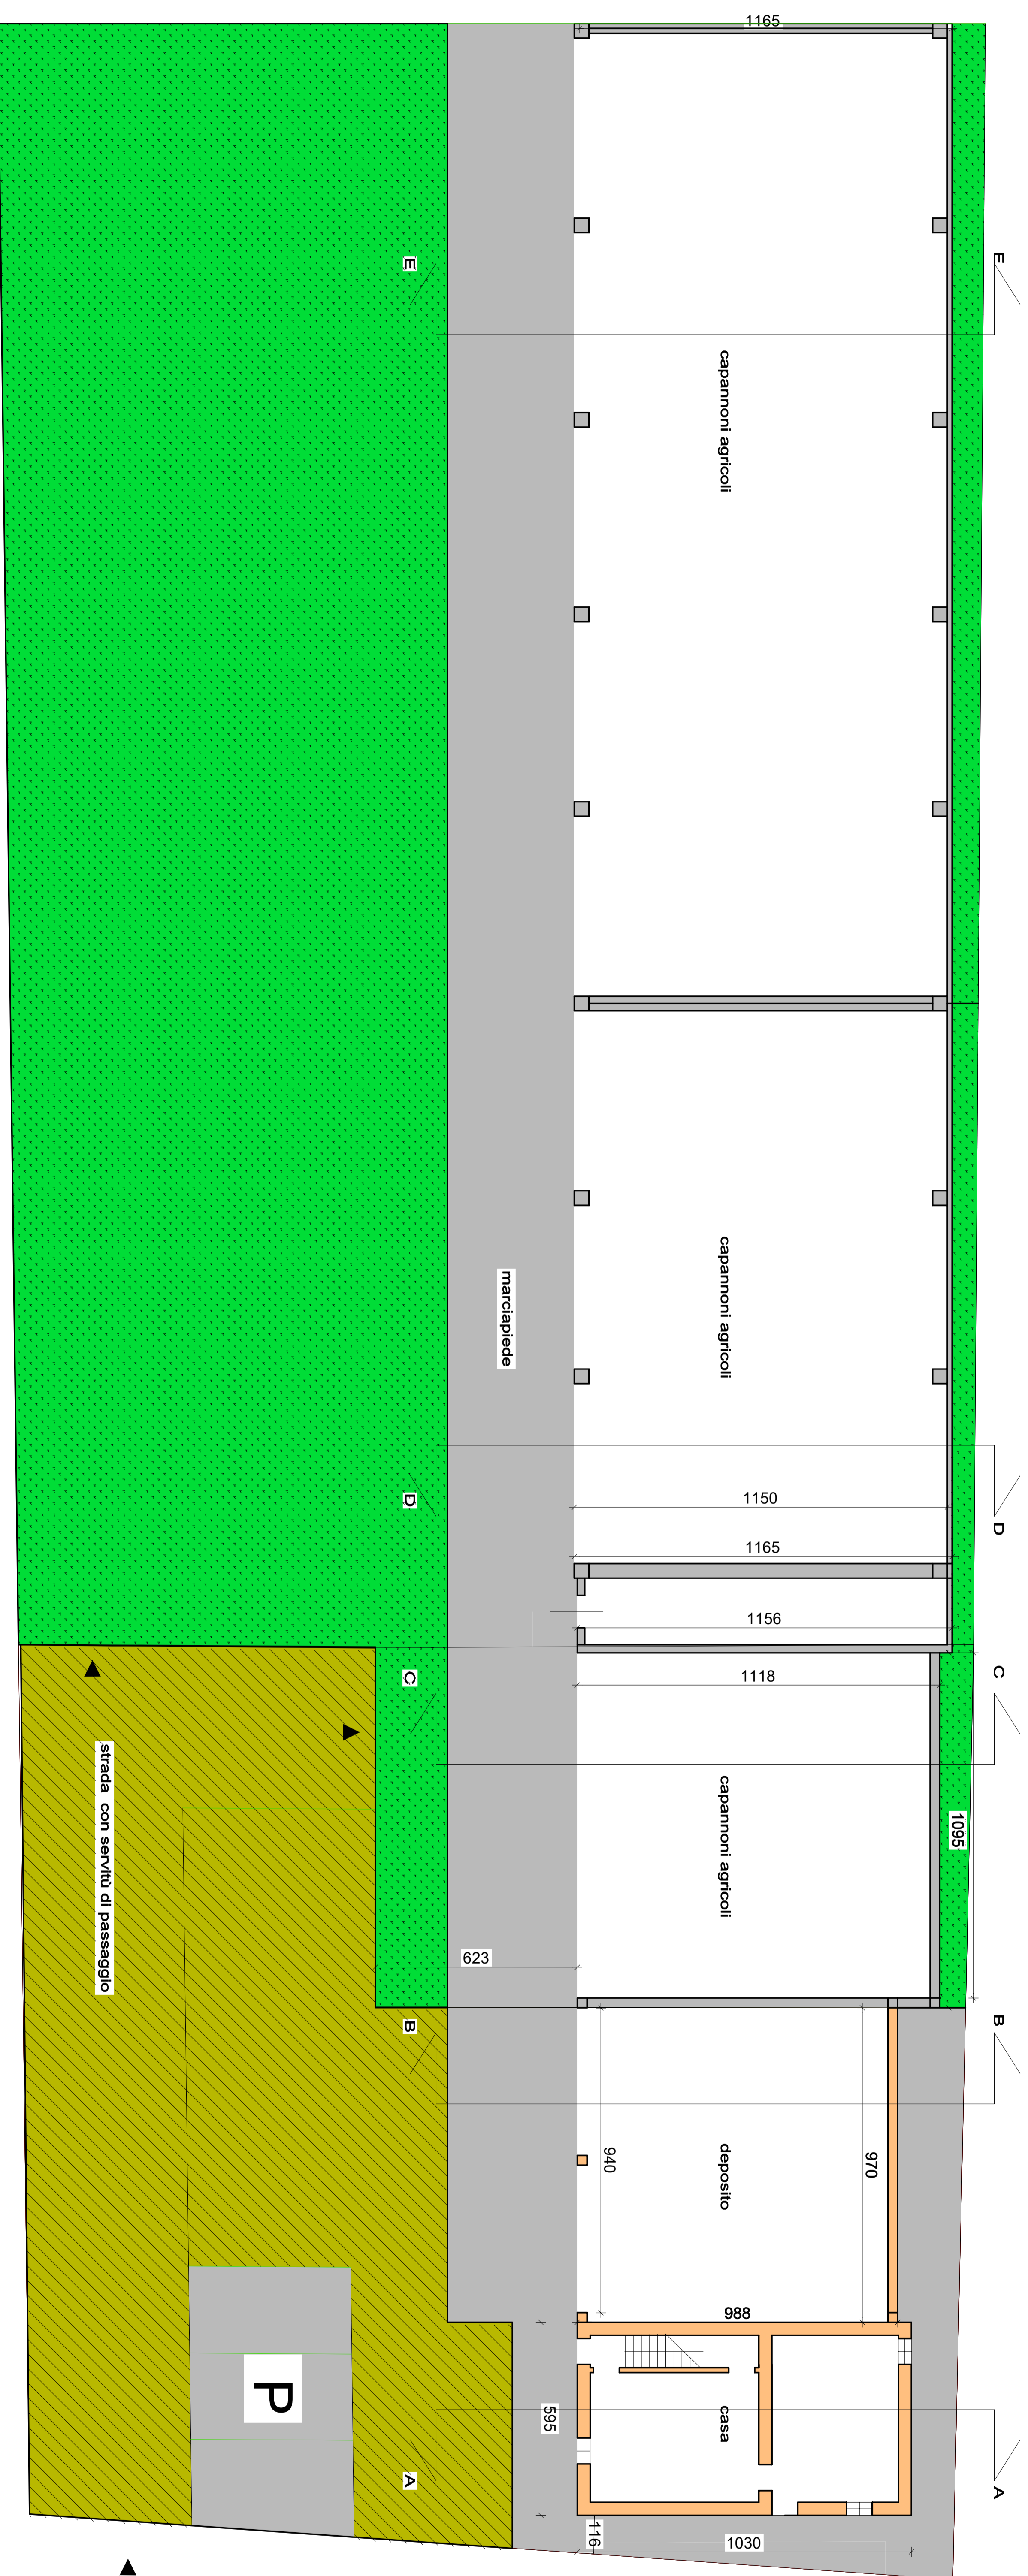 1165
E
E
capannoni agricoli
capannoni agricoli
marciapiede
1150
D
D
1165
1156
C
C
1118
capannoni agricoli
1095
strada con servitù di passaggio
623
B
B
940
deposito
970
988
P
595
casa
A
A
116
1030